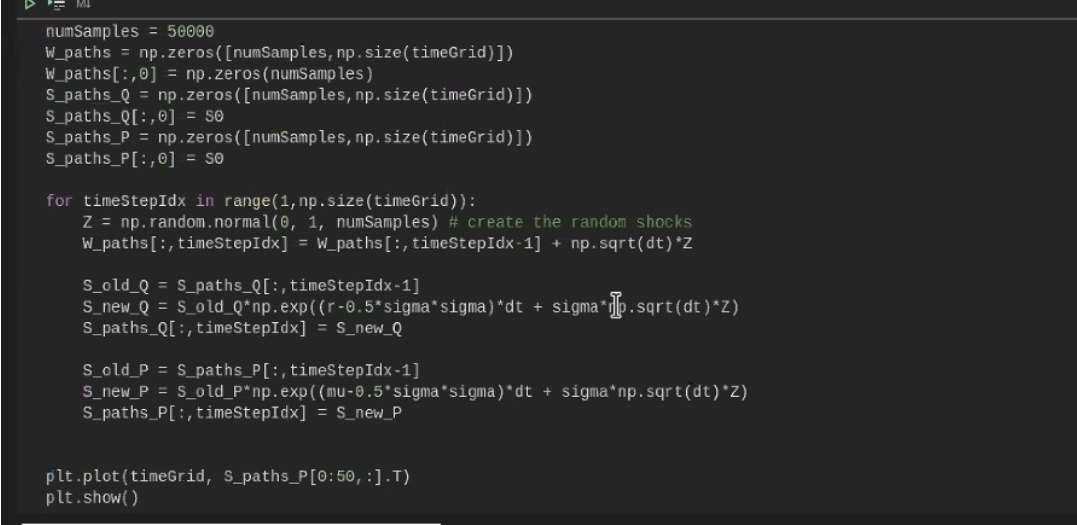 M↓
numSamples = 50000
W_paths = np.zeros([numSamples,np.size(timeGrid)])
W_paths[:,0] = np.zeros(numSamples)
S_paths_Q = np.zeros([numSamples,np.size(timeGrid)])
S_paths_Q[:,0] = S0
S_paths_P = np.zeros([numSamples,np.size(timeGrid)])
S_paths_P[:,0] = S0
for timeStepIdx in range(1,np.size(timeGrid)):
Z = np.random.normal(0, 1, numSamples) # create the random shocks
W_paths[:,timeStepIdx] = W_paths[:,timeStepIdx-1] + np.sqrt(dt)*Z
S_old_Q = S_paths_Q[:,timeStepIdx-1]
S_new_Q = S_old_Q*np.exp((r-0.5*sigma*sigma)*dt + sigma*np.sqrt(dt)*Z)
S_paths_Q[:,timeStepIdx] = S_new_Q
S_old_P = S_paths_P[:,timeStepIdx-1]
S_new_P = S_old_P*np.exp((mu-0.5*sigma*sigma)*dt + sigma*np.sqrt(dt)*Z)
S_paths_P[:,timeStepIdx] = S_new_P
plt.plot(timeGrid, S_paths_P[0:50,:].T)
plt.show()